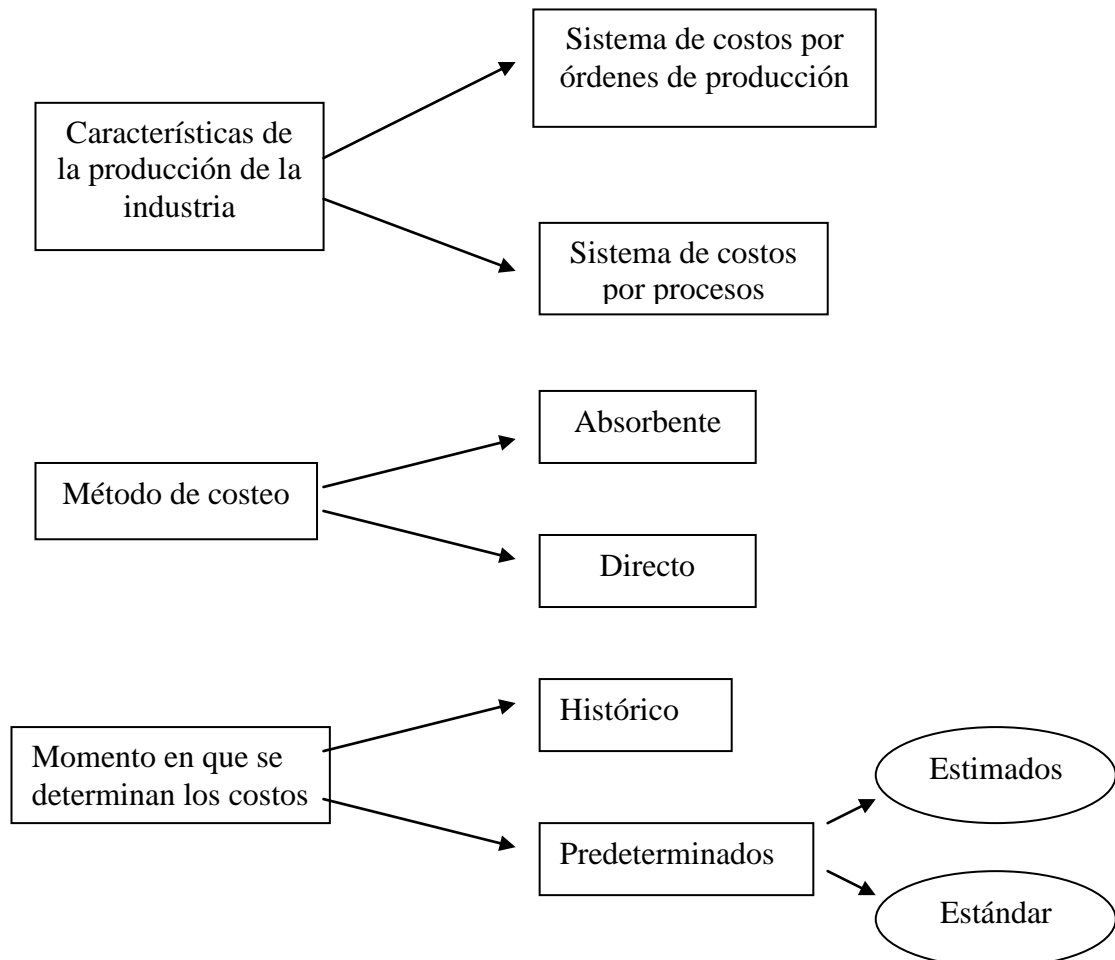 Sistema de costos por
órdenes de producción
Característícas de
la producción de la
industria
Sistema de costos
por procesos
Absorbente
Método de costeo
Directo
Histórico
Momento en que se
determinan los costos
Estimados
Predeterminados
Estándar